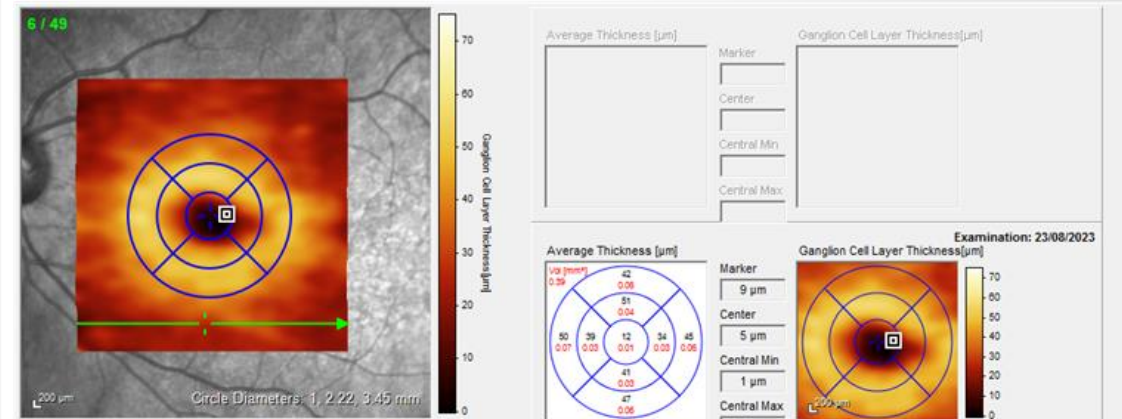 6 / 49
70
60
50
40
30
20
10
0
Ganglion Cell Layer Thickness [µm]
200 µm
Circle Diameters: 1, 2.22, 3.45 mm
Average Thickness [µm]
Marker
Center
Central Min
Central Max
Ganglion Cell Layer Thickness[µm]
Examination: 23/08/2023
Average Thickness [µm]
Vol [mm³]
0.39
42
0.06
51
0.04
50
0.07
39
0.03
12
0.01
34
0.03
45
0.06
41
0.03
47
0.06
Marker
9 µm
Center
5 µm
Central Min
1 µm
Central Max
Ganglion Cell Layer Thickness[µm]
200 µm
70
60
50
40
30
20
10
0